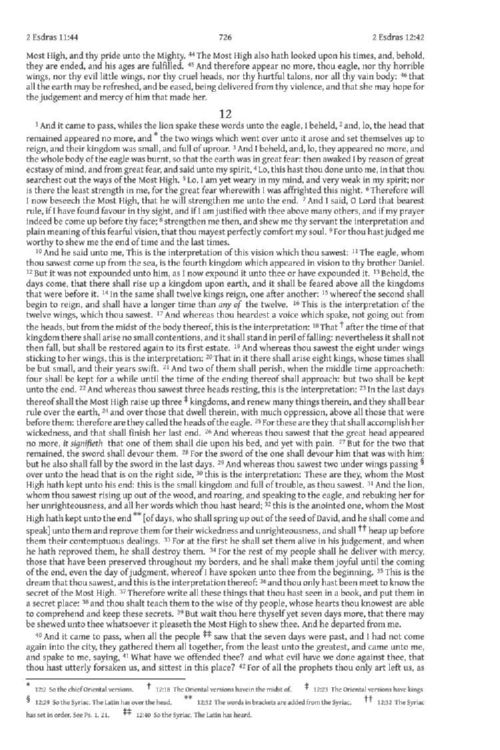 2 Esdras 11:44 726 2 Esdras 12:42
Most High, and thy pride unto the Mighty. 44 The Most High also hath looked upon his times, and, behold,
they are ended, and his ages are fulfilled. 45 And therefore appear no more, thou eagle, nor thy horrible
wings, nor thy evil little wings, nor thy cruel heads, nor thy hurtful talons, nor all thy vain body: 46 that
all the earth may be refreshed, and be eased, being delivered from thy violence, and that she may hope for
the judgement and mercy of him that made her.
12
1 And it came to pass, whiles the lion spake these words unto the eagle, I beheld, 2 and, lo, the head that
remained appeared no more, and * the two wings which went over unto it arose and set themselves up to
reign, and their kingdom was small, and full of uproar. 3 And I beheld, and, lo, they appeared no more, and
the whole body of the eagle was burnt, so that the earth was in great fear: then awaked I by reason of great
ecstasy of mind, and from great fear, and said unto my spirit, 4 Lo, this hast thou done unto me, in that thou
searchest out the ways of the Most High. 5 Lo, I am yet weary in my mind, and very weak in my spirit; nor
is there the least strength in me, for the great fear wherewith I was affrighted this night. 6 Therefore will
I now beseech the Most High, that he will strengthen me unto the end. 7 And I said, O Lord that bearest
rule, if I have found favour in thy sight, and if I am justified with thee above many others, and if my prayer
indeed be come up before thy face; 8 strengthen me then, and shew me thy servant the interpretation and
plain meaning of this fearful vision, that thou mayest perfectly comfort my soul. 9 For thou hast judged me
worthy to shew me the end of time and the last times.
10 And he said unto me, This is the interpretation of this vision which thou sawest: 11 The eagle, whom
thou sawest come up from the sea, is the fourth kingdom which appeared in vision to thy brother Daniel.
12 But it was not expounded unto him, as I now expound it unto thee or have expounded it. 13 Behold, the
days come, that there shall rise up a kingdom upon earth, and it shall be feared above all the kingdoms
that were before it. 14 In the same shall twelve kings reign, one after another: 15 whereof the second shall
begin to reign, and shall have a longer time than any of the twelve. 16 This is the interpretation of the
twelve wings, which thou sawest. 17 And whereas thou heardest a voice which spake, not going out from
the heads, but from the midst of the body thereof, this is the interpretation: 18 That † after the time of that
kingdom there shall arise no small contentions, and it shall stand in peril of falling: nevertheless it shall not
then fall, but shall be restored again to its first estate. 19 And whereas thou sawest the eight under wings
sticking to her wings, this is the interpretation: 20 That in it there shall arise eight kings, whose times shall
be but small, and their years swift. 21 And two of them shall perish, when the middle time approacheth:
four shall be kept for a while until the time of the ending thereof shall approach: but two shall be kept
unto the end. 22 And whereas thou sawest three heads resting, this is the interpretation: 23 In the last days
thereof shall the Most High raise up three ‡ kingdoms, and renew many things therein, and they shall bear
rule over the earth, 24 and over those that dwell therein, with much oppression, above all those that were
before them: therefore are they called the heads of the eagle. 25 For these are they that shall accomplish her
wickedness, and that shall finish her last end. 26 And whereas thou sawest that the great head appeared
no more, it signifieth that one of them shall die upon his bed, and yet with pain. 27 But for the two that
remained, the sword shall devour them. 28 For the sword of the one shall devour him that was with him:
but he also shall fall by the sword in the last days. 29 And whereas thou sawest two under wings passing §
over unto the head that is on the right side, 30 this is the interpretation: These are they, whom the Most
High hath kept unto his end: this is the small kingdom and full of trouble, as thou sawest. 31 And the lion,
whom thou sawest rising up out of the wood, and roaring, and speaking to the eagle, and rebuking her for
her unrighteousness, and all her words which thou hast heard; 32 this is the anointed one, whom the Most
High hath kept unto the end ** [of days, who shall spring up out of the seed of David, and he shall come and
speak] unto them and reprove them for their wickedness and unrighteousness, and shall †† heap up before
them their contemptuous dealings. 33 For at the first he shall set them alive in his judgement, and when
he hath reproved them, he shall destroy them. 34 For the rest of my people shall he deliver with mercy,
those that have been preserved throughout my borders, and he shall make them joyful until the coming
of the end, even the day of judgment, whereof I have spoken unto thee from the beginning. 35 This is the
dream that thou sawest, and this is the interpretation thereof: 36 and thou only hast been meet to know the
secret of the Most High. 37 Therefore write all these things that thou hast seen in a book, and put them in
a secret place: 38 and thou shalt teach them to the wise of thy people, whose hearts thou knowest are able
to comprehend and keep these secrets. 39 But wait thou here thyself yet seven days more, that there may
be shewed unto thee whatsoever it pleaseth the Most High to shew thee. And he departed from me.
40 And it came to pass, when all the people ‡‡ saw that the seven days were past, and I had not come
again into the city, they gathered them all together, from the least unto the greatest, and came unto me,
and spake to me, saying, 41 What have we offended thee? and what evil have we done against thee, that
thou hast utterly forsaken us, and sittest in this place? 42 For of all the prophets thou only art left us, as
* 12:2 So the chief Oriental versions. † 12:18 The Oriental versions have in the midst of. ‡ 12:23 The Oriental versions have kings
§ 12:29 So the Syriac. The Latin has over the head. ** 12:32 The words in brackets are added from the Syriac. †† 12:32 The Syriac
has set in order. See Ps. l. 21. ‡‡ 12:40 So the Syriac. The Latin has heard.